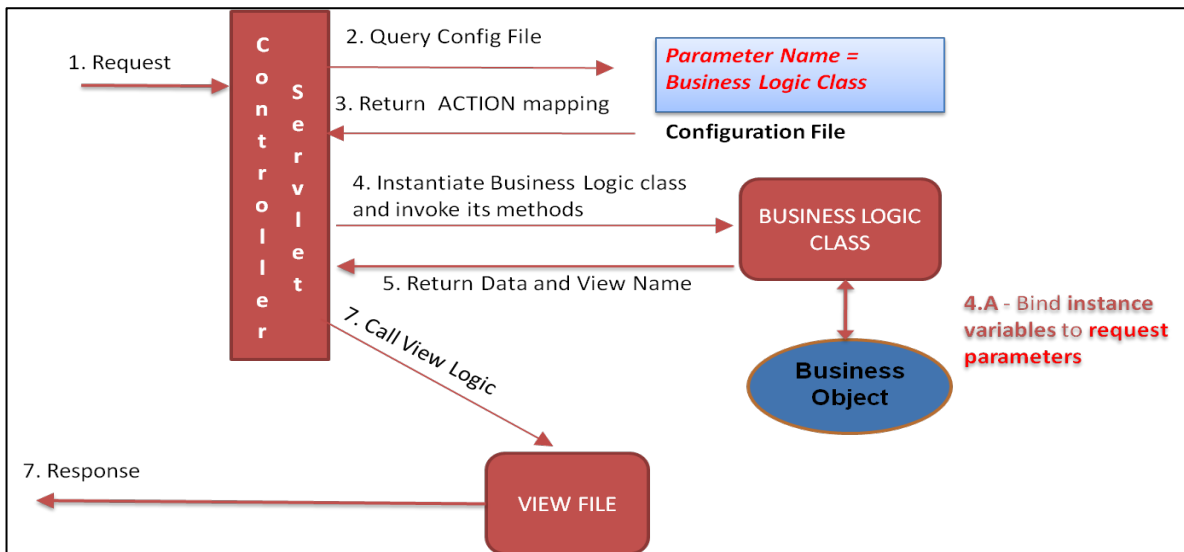 1. Request
Controller
Servlet
2. Query Config File
3. Return ACTION mapping
Parameter Name =
Business Logic Class
Configuration File
4. Instantiate Business Logic class
and invoke its methods
BUSINESS LOGIC
CLASS
5. Return Data and View Name
4.A - Bind instance
variables to request
parameters
Business
Object
7. Call View Logic
VIEW FILE
7. Response